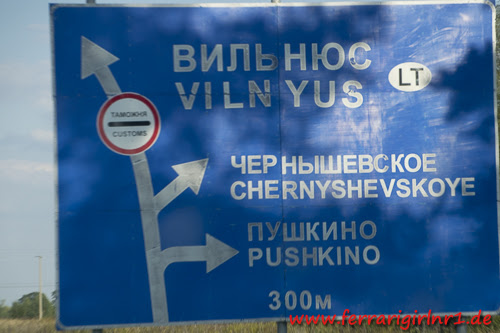 ВИЛЬНЮС
VILNYUS
LT
ТАМОЖНЯ
CUSTOMS
ЧЕРНЫШЕВСКОЕ
CHERNYSHEVSKOYE
ПУШКИНО
PUSHKINO
300м
www.ferrarigirlnr1.de